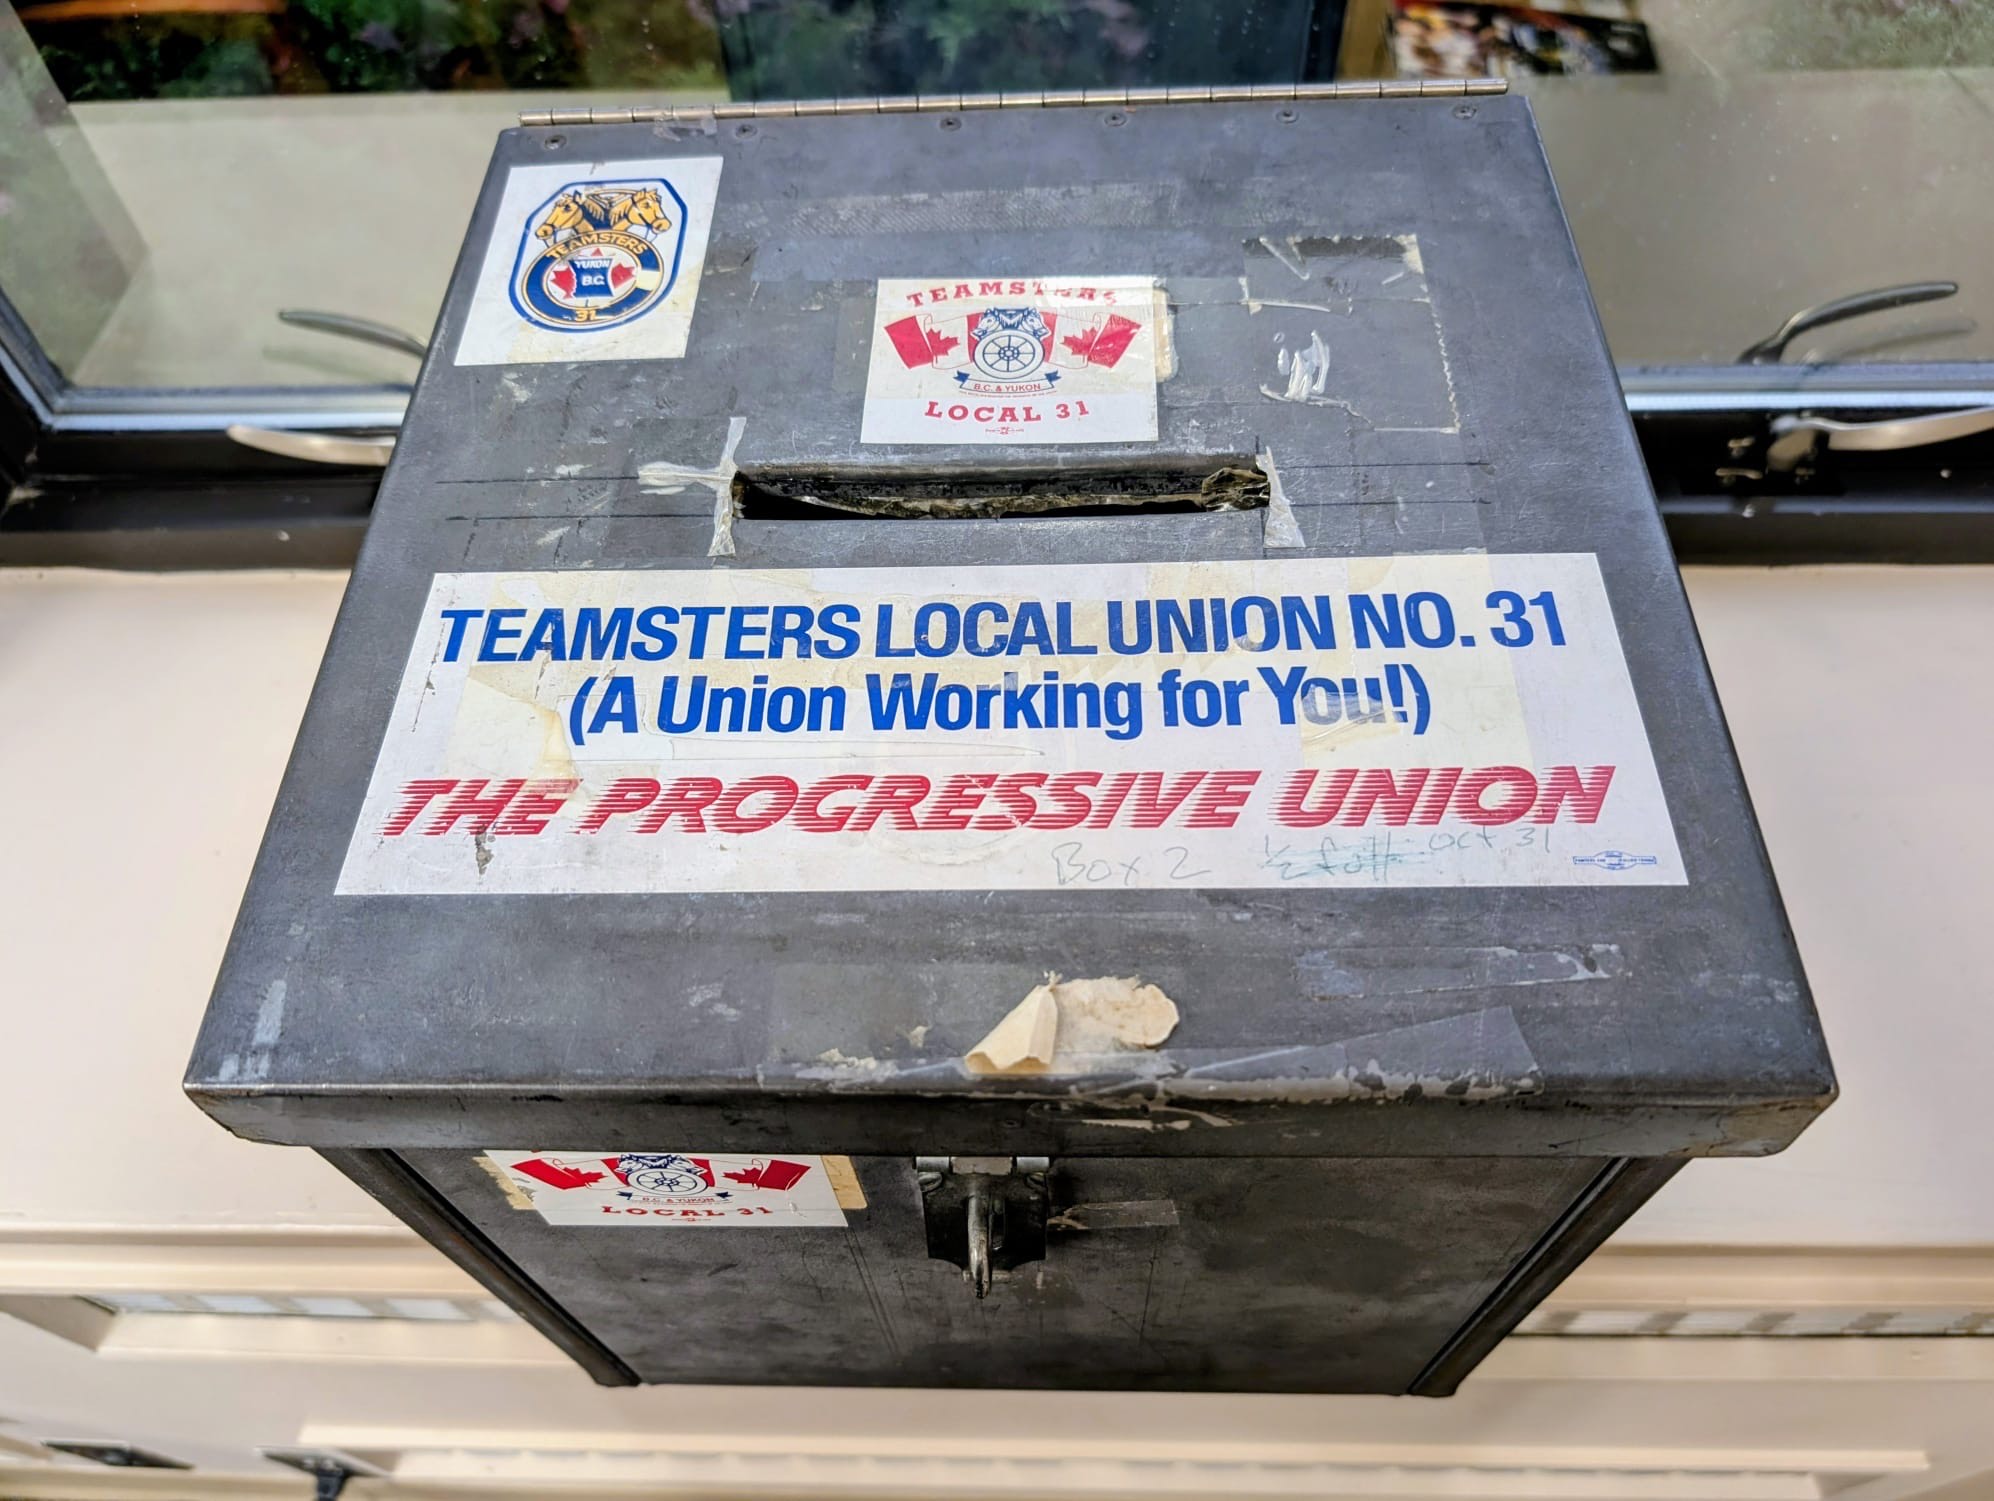 TEAMSTERS
YUKON
B.C.
31
TEAMSTERS
B.C. & YUKON
LOCAL 31
TEAMSTERS LOCAL UNION NO. 31
(A Union Working for You!)
THE PROGRESSIVE UNION
Box 2 Oct 31
B.C. & YUKON
LOCAL 31